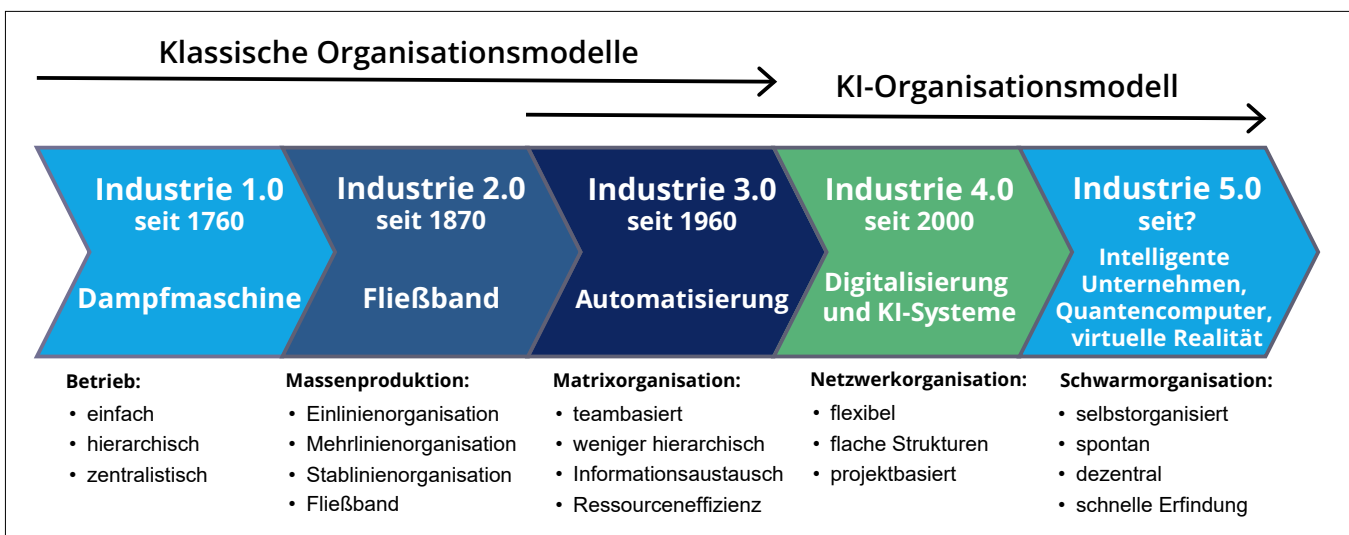 Klassische Organisationsmodelle
KI-Organisationsmodell
Industrie 1.0
seit 1760
Dampfmaschine
Industrie 2.0
seit 1870
Fließband
Industrie 3.0
seit 1960
Automatisierung
Industrie 4.0
seit 2000
Digitalisierung
und KI-Systeme
Industrie 5.0
seit?
Intelligente
Unternehmen,
Quantencomputer,
virtuelle Realität
Betrieb:
• einfach
• hierarchisch
• zentralistisch
Massenproduktion:
• Einlinienorganisation
• Mehrlinienorganisation
• Stablinienorganisation
• Fließband
Matrixorganisation:
• teambasiert
• weniger hierarchisch
• Informationsaustausch
• Ressourceneffizienz
Netzwerkorganisation:
• flexibel
• flache Strukturen
• projektbasiert
Schwarmorganisation:
• selbstorganisiert
• spontan
• dezentral
• schnelle Erfindung